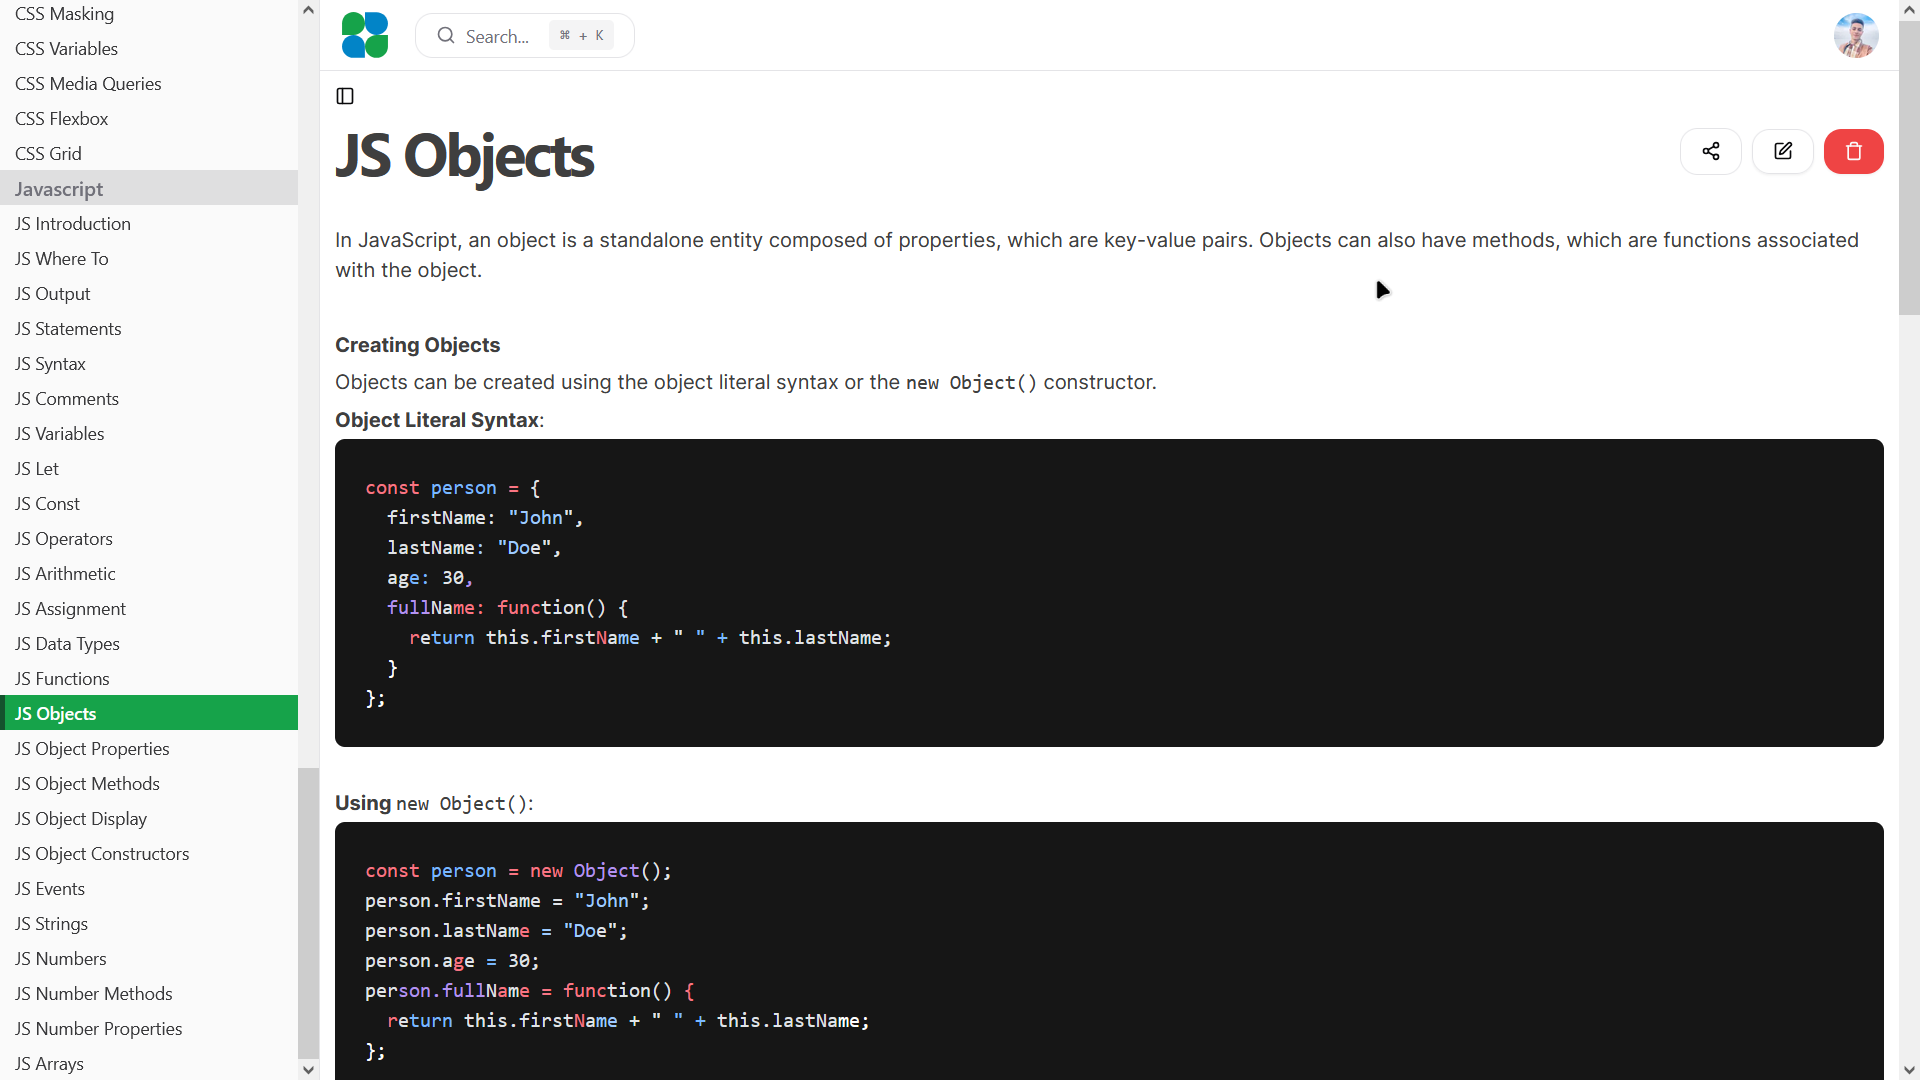 CSS Masking
CSS Variables
CSS Media Queries
CSS Flexbox
CSS Grid
Javascript
JS Introduction
JS Where To
JS Output
JS Statements
JS Syntax
JS Comments
JS Variables
JS Let
JS Const
JS Operators
JS Arithmetic
JS Assignment
JS Data Types
JS Functions
JS Objects
JS Object Properties
JS Object Methods
JS Object Display
JS Object Constructors
JS Events
JS Strings
JS Numbers
JS Number Methods
JS Number Properties
JS Arrays
Search... ⌘ + K
JS Objects
In JavaScript, an object is a standalone entity composed of properties, which are key-value pairs. Objects can also have methods, which are functions associated
with the object.
Creating Objects
Objects can be created using the object literal syntax or the new Object() constructor.
Object Literal Syntax:
const person = {
  firstName: "John",
  lastName: "Doe",
  age: 30,
  fullName: function() {
    return this.firstName + " " + this.lastName;
  }
};
Using new Object():
const person = new Object();
person.firstName = "John";
person.lastName = "Doe";
person.age = 30;
person.fullName = function() {
  return this.firstName + " " + this.lastName;
};